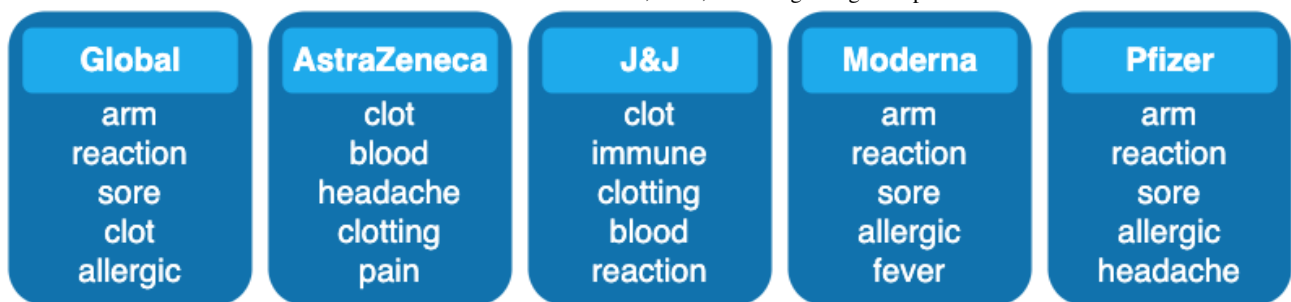 Global
arm
reaction
sore
clot
allergic
AstraZeneca
clot
blood
headache
clotting
pain
J&J
clot
immune
clotting
blood
reaction
Moderna
arm
reaction
sore
allergic
fever
Pfizer
arm
reaction
sore
allergic
headache